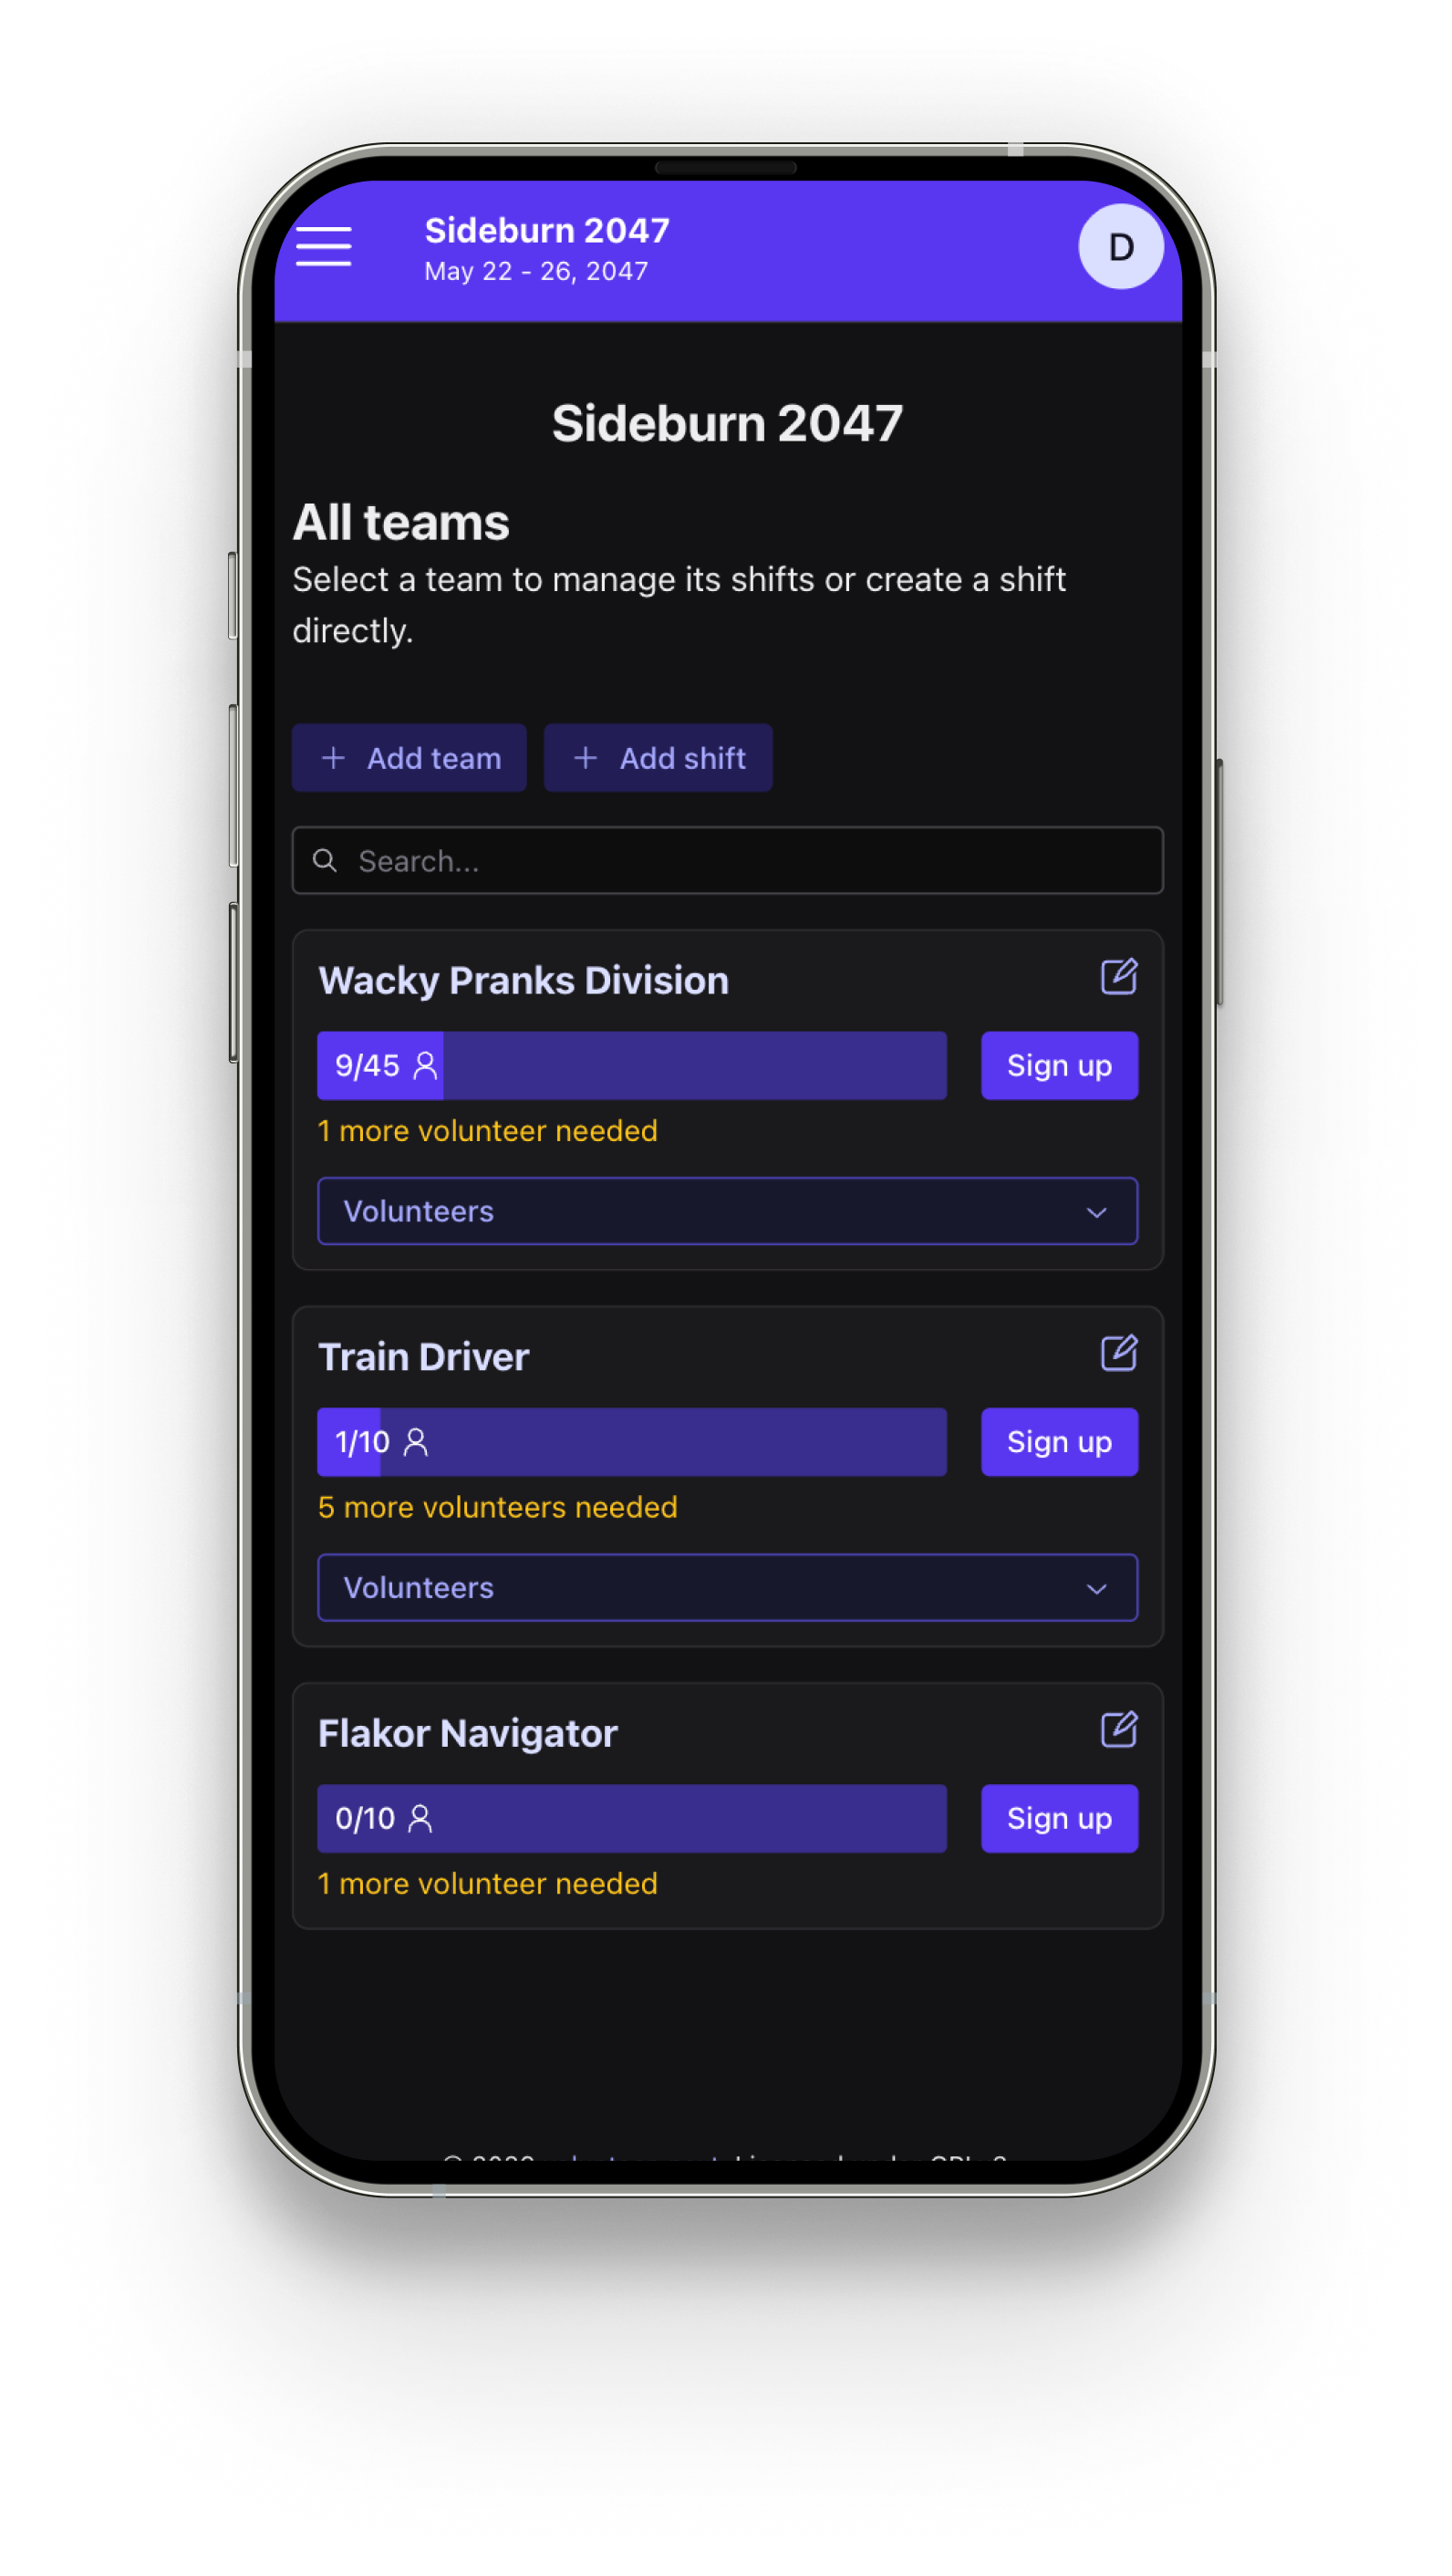 Sideburn 2047
May 22 - 26, 2047
D
Sideburn 2047
All teams
Select a team to manage its shifts or create a shift
directly.
+ Add team
+ Add shift
Search...
Wacky Pranks Division
9/45
Sign up
1 more volunteer needed
Volunteers
Train Driver
1/10
Sign up
5 more volunteers needed
Volunteers
Flakor Navigator
0/10
Sign up
1 more volunteer needed